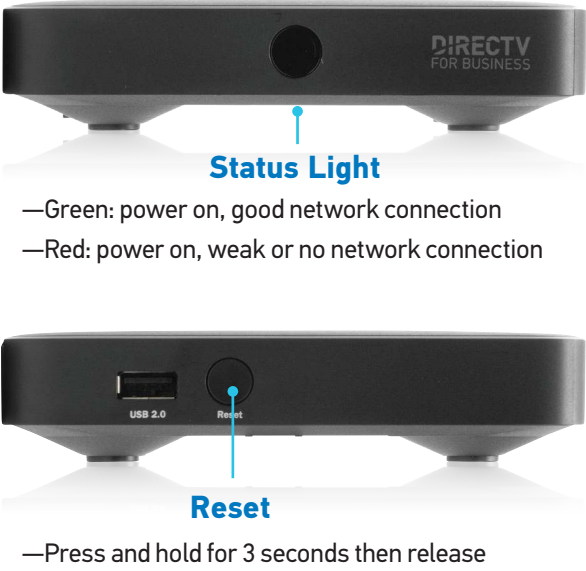 DIRECTV
FOR BUSINESS
Status Light
—Green: power on, good network connection
—Red: power on, weak or no network connection
USB 2.0
Reset
Reset
—Press and hold for 3 seconds then release